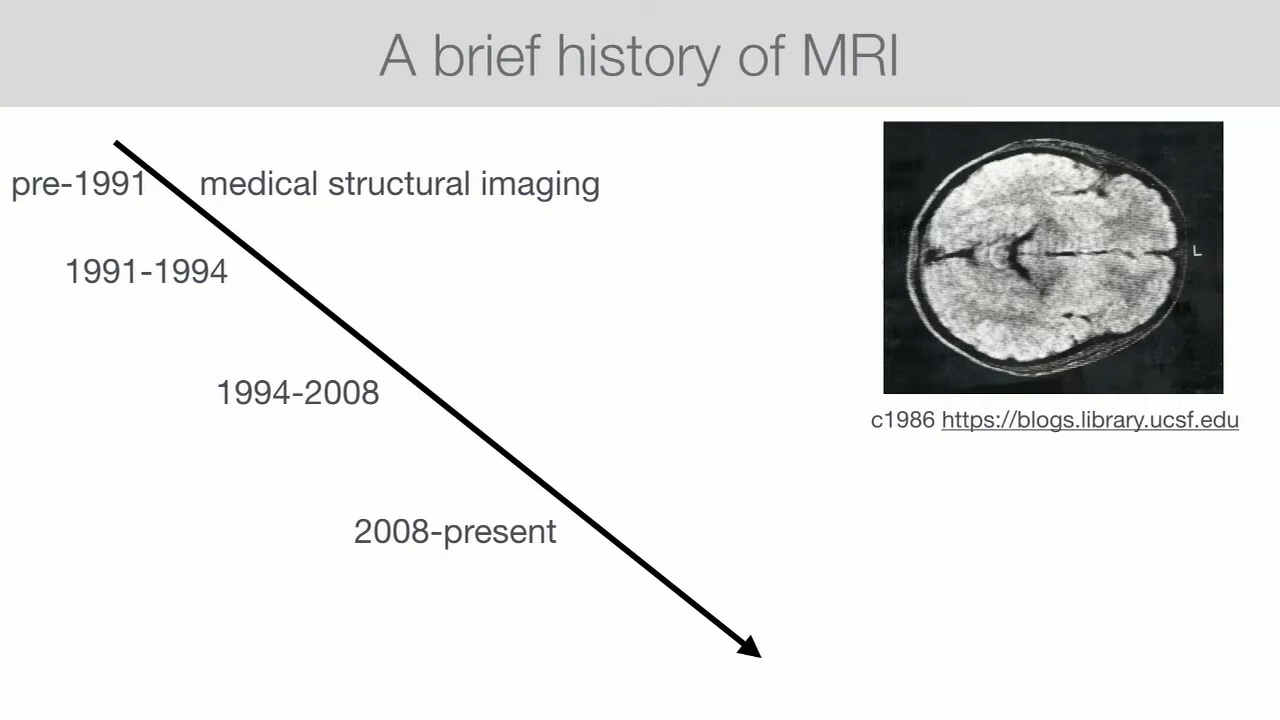 A brief history of MRI
pre-1991 medical structural imaging
1991-1994
1994-2008
2008-present
L
c1986 https://blogs.library.ucsf.edu